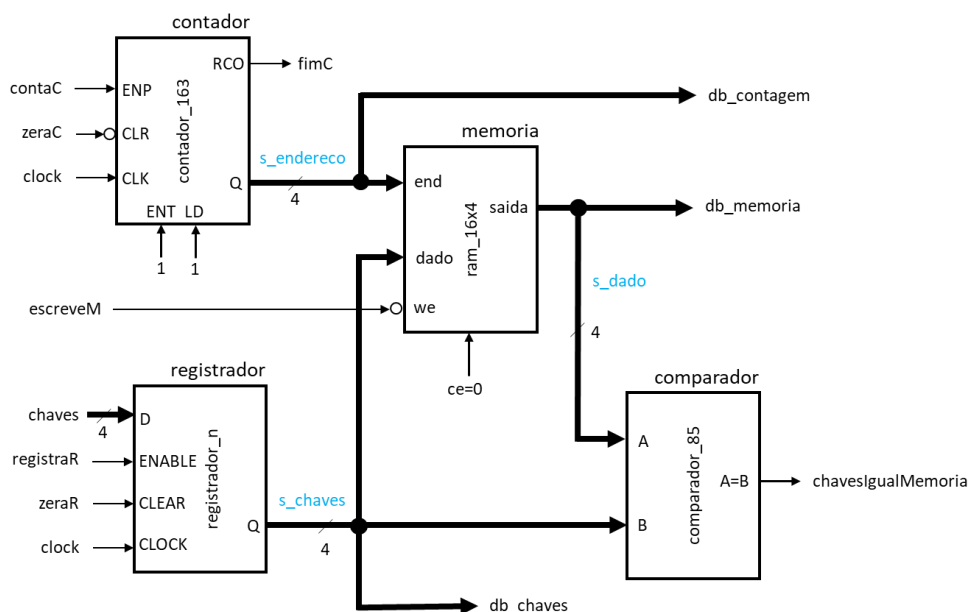 contador
RCO
fimC
contaC
ENP
contador_163
zeraC
CLR
clock
CLK
Q
ENT LD
1
1
s_endereco
4
db_contagem
memoria
end
saida
ram_16x4
dado
we
escreveM
ce=0
db_memoria
s_dado
4
registrador
chaves
4
D
registraR
ENABLE
registrador_n
zeraR
CLEAR
clock
CLOCK
Q
s_chaves
4
db_chaves
comparador
A
comparador_85
A=B
chavesIgualMemoria
B